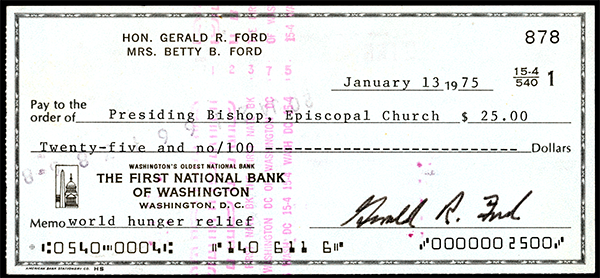 HON. GERALD R. FORD
MRS. BETTY B. FORD
878
January 13 1975
15-4
540
1
Pay to the
order of Presiding Bishop, Episcopal Church $ 25.00
Twenty-five and no/100 Dollars
WASHINGTON'S OLDEST NATIONAL BANK
THE FIRST NATIONAL BANK
OF WASHINGTON
WASHINGTON, D.C.
Memo world hunger relief
Gerald R. Ford
⑆0540⑉0004⑆ ⑈140 611 6⑈ ⑈0000002500⑈
AMERICAN BANK STATIONERY CO. HS